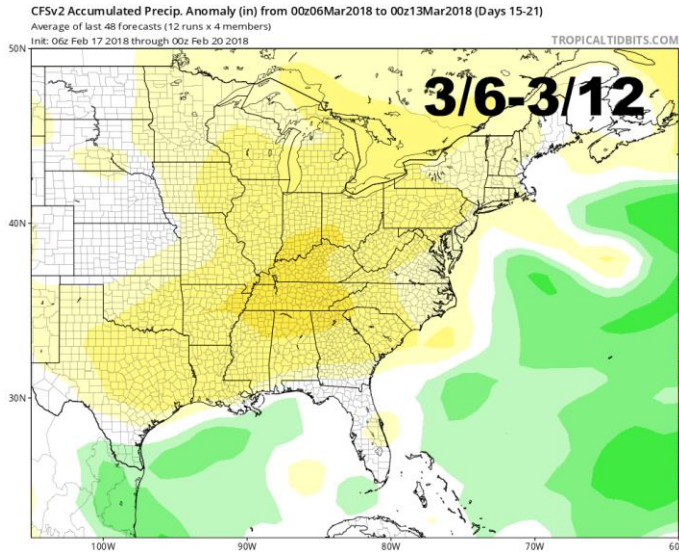 CFSv2 Accumulated Precip. Anomaly (in) from 00z06Mar2018 to 00z13Mar2018 (Days 15-21)
Average of last 48 forecasts (12 runs x 4 members)
Init: 06z Feb 17 2018 through 00z Feb 20 2018
TROPICALTIDBITS.COM
50N
3/6-3/12
40N
30N
100W
90W
80W
70W
60